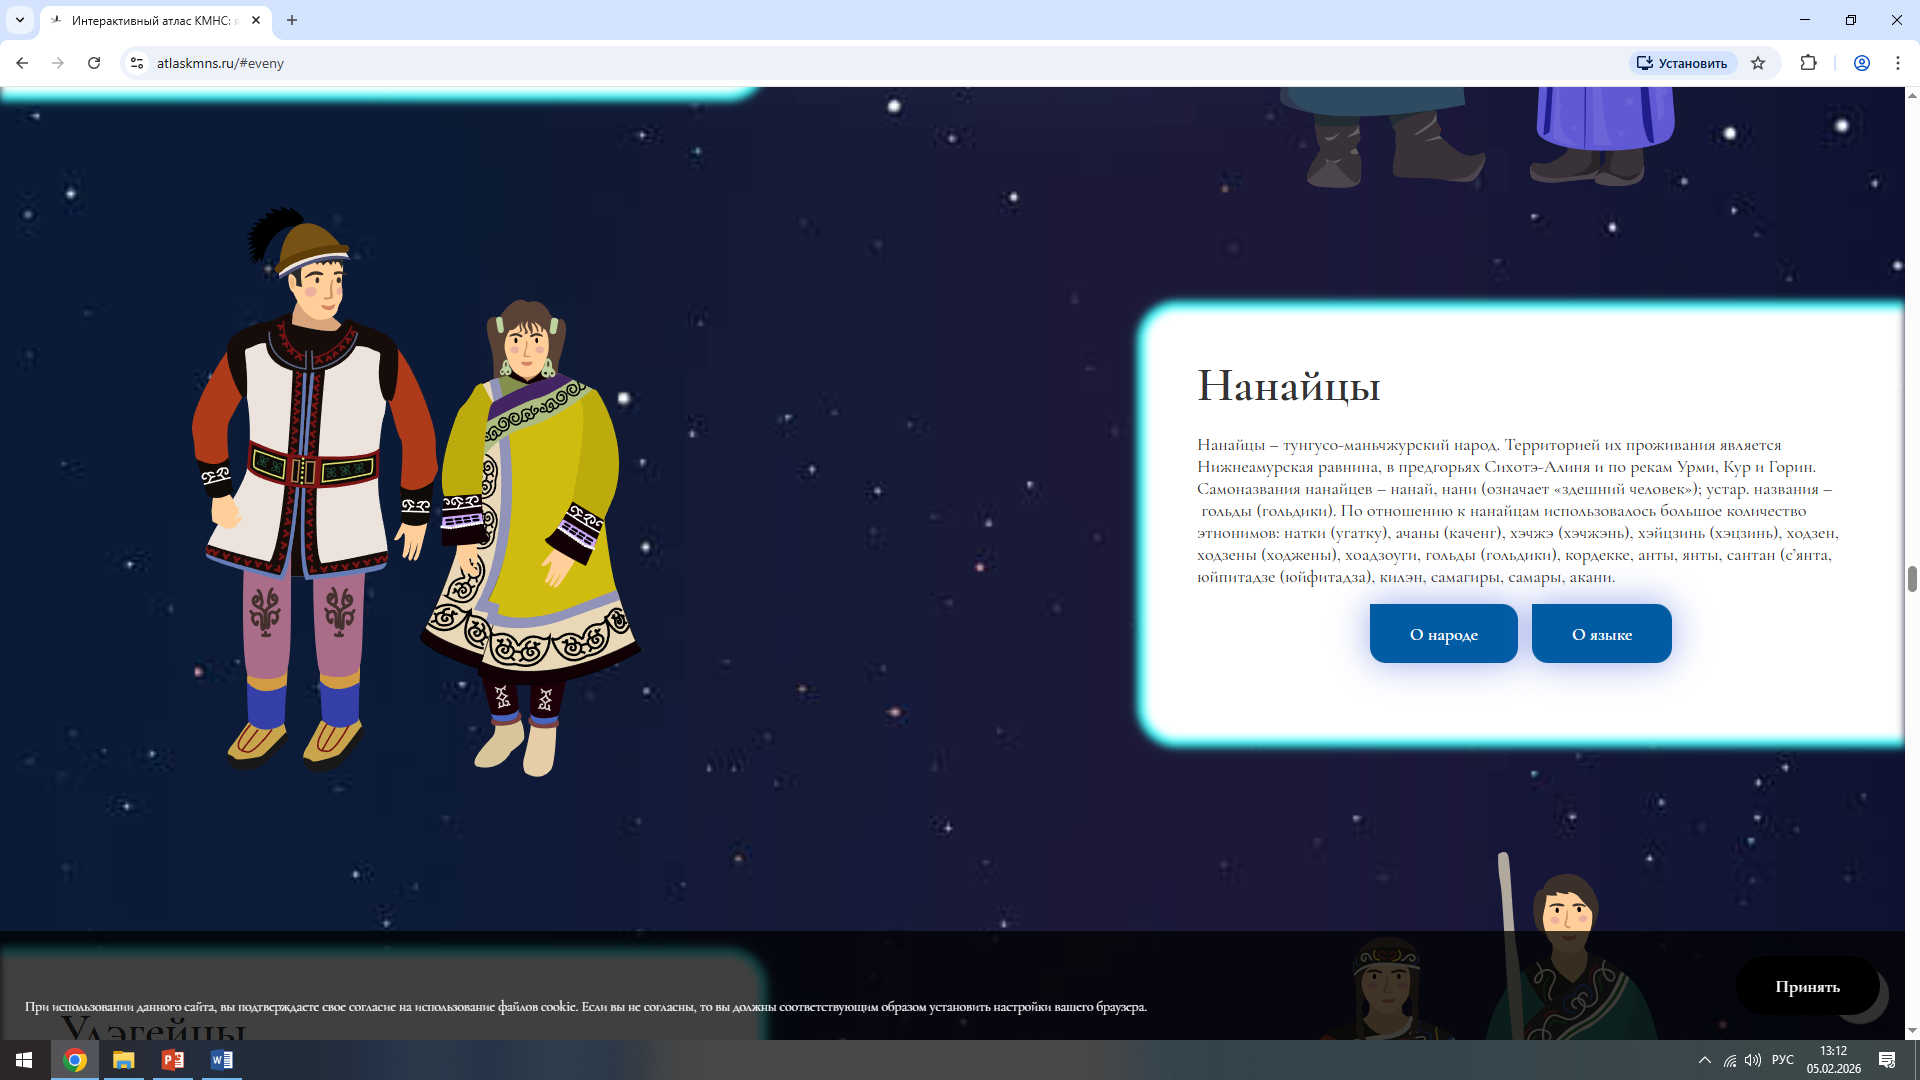 Интерактивный атлас КМНС: я
atlaskmns.ru/#eveny
Установить
Нанайцы
Нанайцы – тунгусо-маньчжурский народ. Территорией их проживания является
Нижнеамурская равнина, в предгорьях Сихотэ-Алиня и по рекам Урми, Кур и Горин.
Самоназвания нанайцев – нанай, нани (означает «здешний человек»); устар. названия –
гольды (гольдики). По отношению к нанайцам использовалось большое количество
этнонимов: натки (угатку), ачаны (каченг), хэчжэ (хэчжэнь), хэйцзинь (хэцзинь), ходзен,
ходзены (ходжены), хоадзоуги, гольды (гольдики), кордекке, анты, янты, сантан (с’янта,
юйпитадзе (юйфитадза), килэн, самагиры, самары, акани.
О народе
О языке
При использовании данного сайта, вы подтверждаете свое согласие на использование файлов cookie. Если вы не согласны, то вы должны соответствующим образом установить настройки вашего браузера.
Принять
Удэгейцы
РУС
13:12
05.02.2026